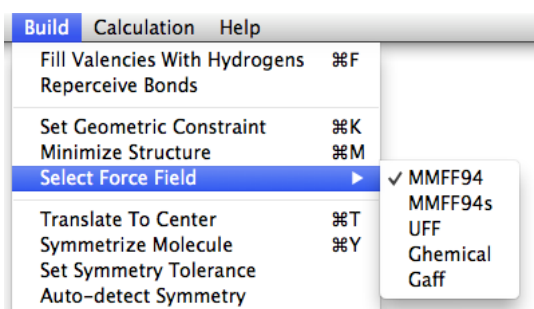 Build Calculation Help
Fill Valencies With Hydrogens ⌘F
Reperceive Bonds
Set Geometric Constraint ⌘K
Minimize Structure ⌘M
Select Force Field ▶
✓ MMFF94
MMFF94s
UFF
Ghemical
Gaff
Translate To Center ⌘T
Symmetrize Molecule ⌘Y
Set Symmetry Tolerance
Auto-detect Symmetry